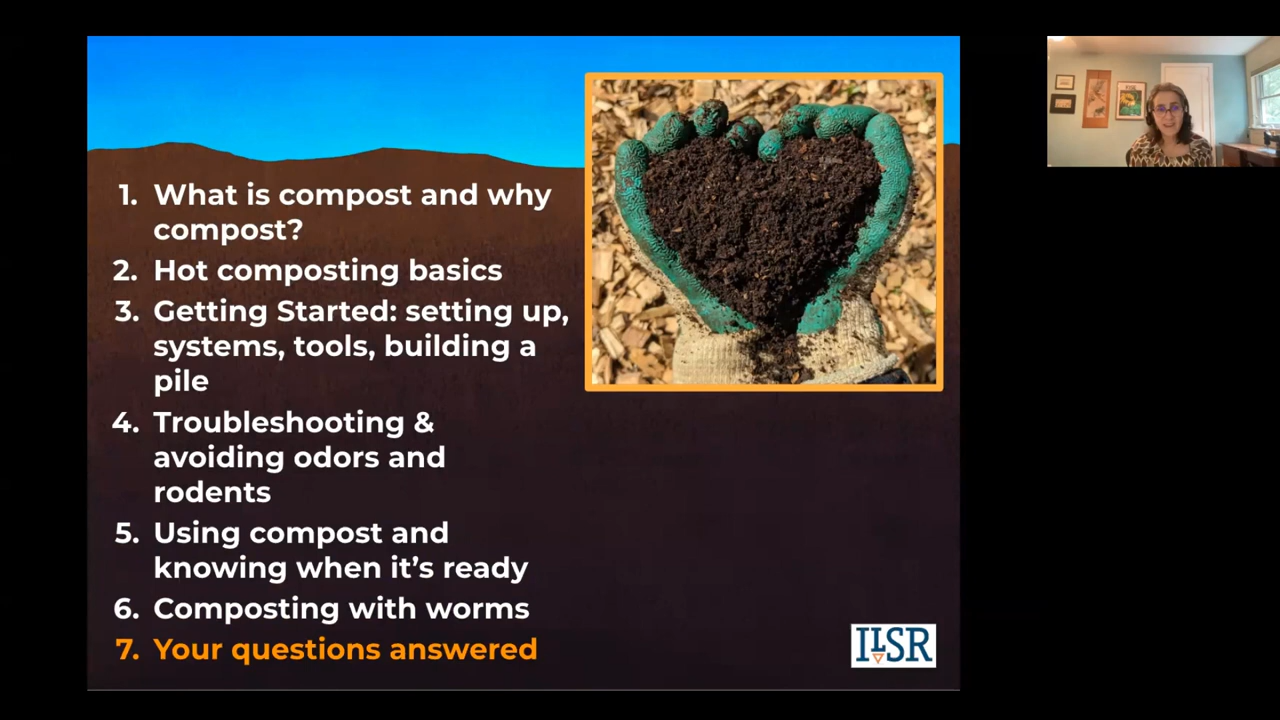 1. What is compost and why
compost?
2. Hot composting basics
3. Getting Started: setting up,
systems, tools, building a
pile
4. Troubleshooting &
avoiding odors and
rodents
5. Using compost and
knowing when it's ready
6. Composting with worms
7. Your questions answered
ILSR